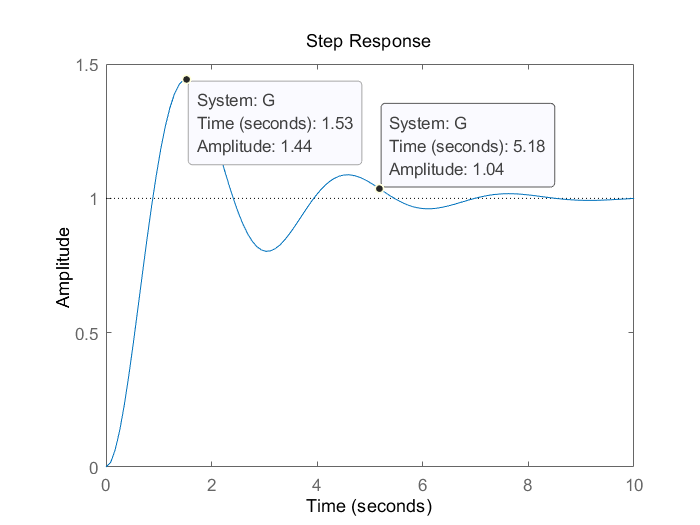 Step Response
1.5
System: G
Time (seconds): 1.53
Amplitude: 1.44
System: G
Time (seconds): 5.18
Amplitude: 1.04
1
Amplitude
0.5
0
0 2 4 6 8 10
Time (seconds)